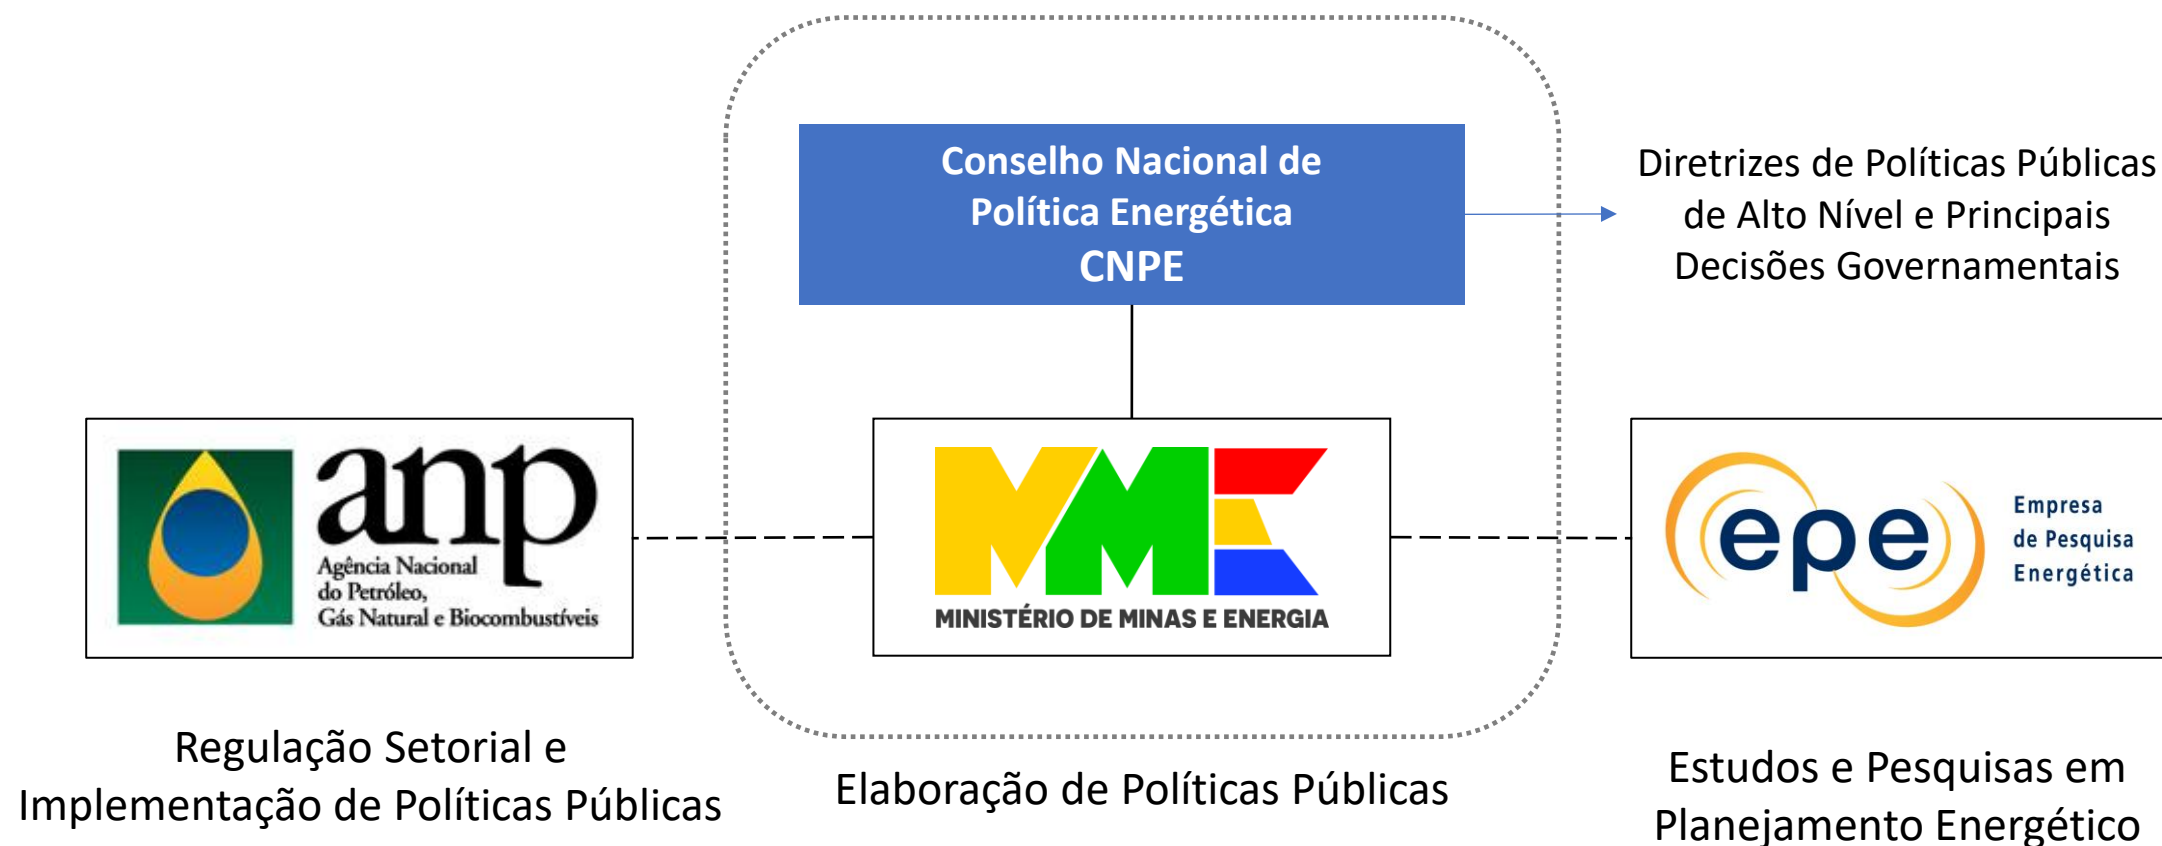 Conselho Nacional de
Política Energética
CNPE
Diretrizes de Políticas Públicas
de Alto Nível e Principais
Decisões Governamentais
anp
Agência Nacional
do Petróleo,
Gás Natural e Biocombustíveis
MME
MINISTÉRIO DE MINAS E ENERGIA
epe
Empresa
de Pesquisa
Energética
Regulação Setorial e
Implementação de Políticas Públicas
Elaboração de Políticas Públicas
Estudos e Pesquisas em
Planejamento Energético